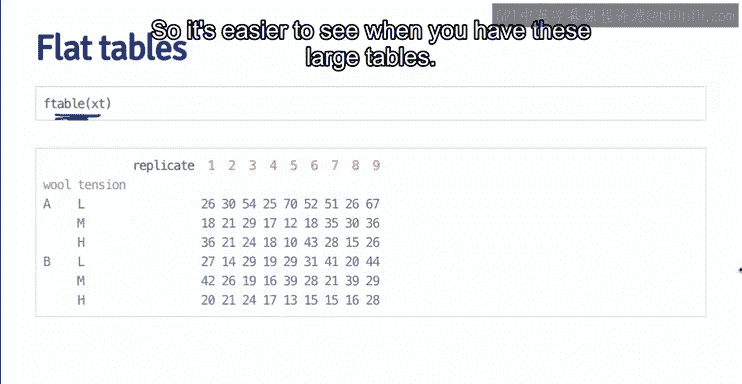 So it's easier to see when you have these
large tables.
Flat tables
ftable(xt)
replicate 1 2 3 4 5 6 7 8 9
wool tension
A L 26 30 54 25 70 52 51 26 67
M 18 21 29 17 12 18 35 30 36
H 36 21 24 18 10 43 28 15 26
B L 27 14 29 19 29 31 41 20 44
M 42 26 19 16 39 28 21 39 29
H 20 21 24 17 13 15 15 16 28